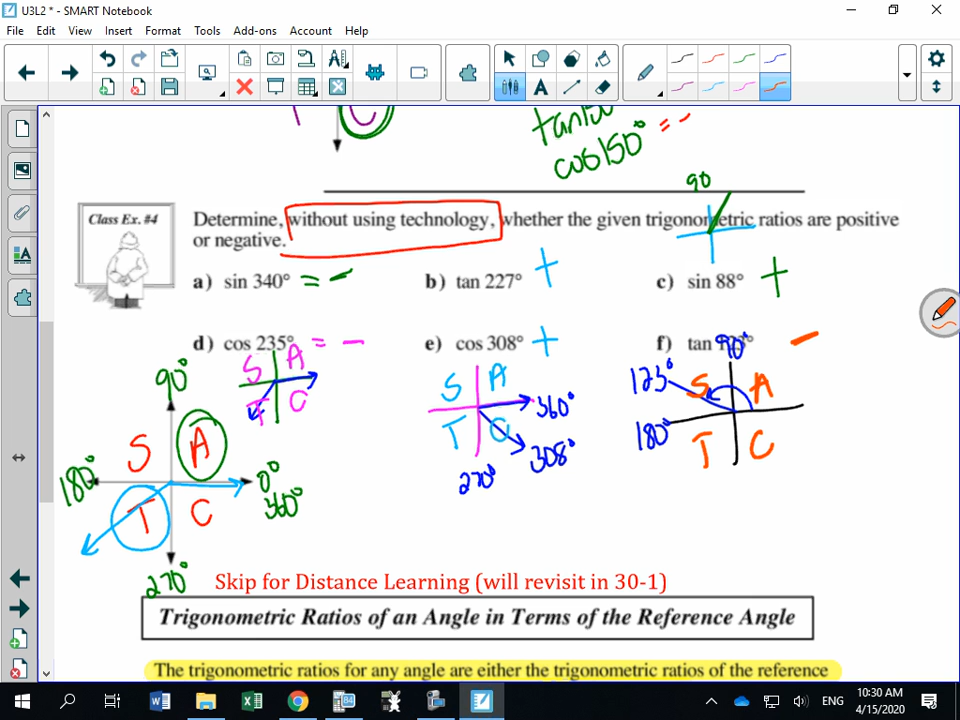 U3L2 * - SMART Notebook
File Edit View Insert Format Tools Add-ons Account Help
cos150° = -
90
Class Ex. #4
Determine, without using technology, whether the given trigonometric ratios are positive
or negative.
a) sin 340° = -
b) tan 227° +
c) sin 88° +
d) cos 235° = -
e) cos 308° +
f) tan -
S A
T C
90°
S A
180° 0°
360°
T C
270°
S A
360°
T C
308°
270°
90°
123°
S A
180°
T C
Skip for Distance Learning (will revisit in 30-1)
Trigonometric Ratios of an Angle in Terms of the Reference Angle
The trigonometric ratios for any angle are either the trigonometric ratios of the reference
ENG
10:30 AM
4/15/2020